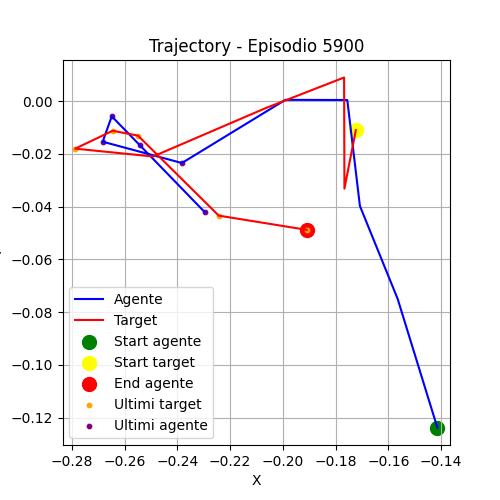 Trajectory - Episodio 5900
0.00
−0.02
−0.04
−0.06
−0.08
−0.10
−0.12
Agente
Target
Start agente
Start target
End agente
Ultimi target
Ultimi agente
−0.28 −0.26 −0.24 −0.22 −0.20 −0.18 −0.16 −0.14
X